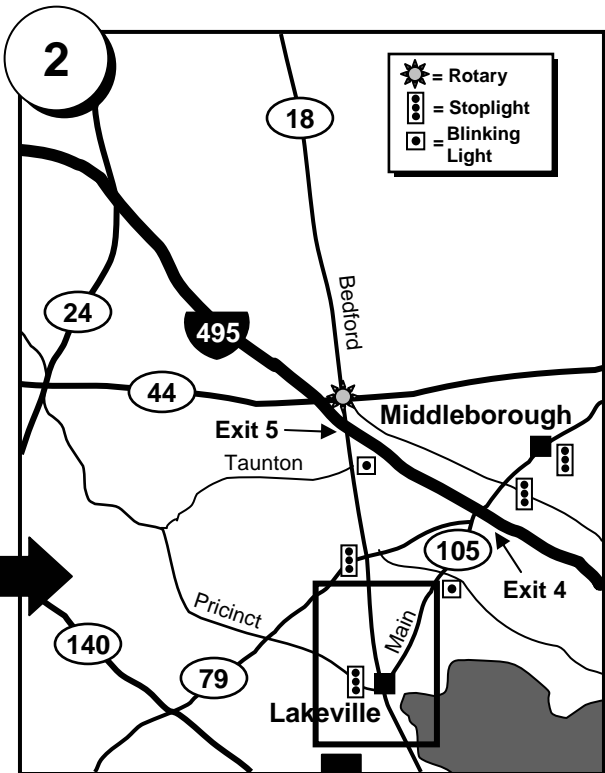 2
= Rotary
= Stoplight
= Blinking
Light
18
Bedford
24
495
44
Middleborough
Exit 5
Taunton
105
Exit 4
Pricinct
Main
140
79
Lakeville